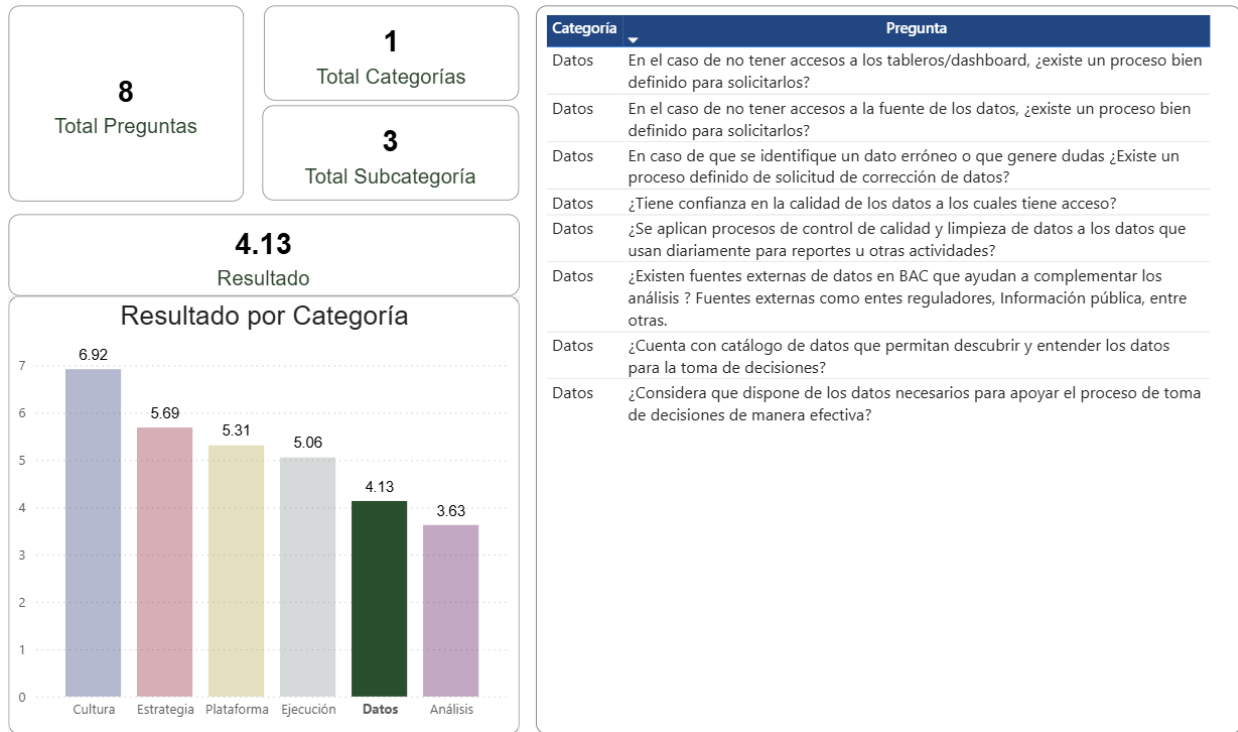 8
Total Preguntas
1
Total Categorías
3
Total Subcategoría
4.13
Resultado
Resultado por Categoría
7
6
5
4
3
2
1
0
6.92
5.69
5.31
5.06
4.13
3.63
Cultura Estrategia Plataforma Ejecución Datos Análisis
Categoría Pregunta
Datos En el caso de no tener accesos a los tableros/dashboard, ¿existe un proceso bien
definido para solicitarlos?
Datos En el caso de no tener accesos a la fuente de los datos, ¿existe un proceso bien
definido para solicitarlos?
Datos En caso de que se identifique un dato erróneo o que genere dudas ¿Existe un
proceso definido de solicitud de corrección de datos?
Datos ¿Tiene confianza en la calidad de los datos a los cuales tiene acceso?
Datos ¿Se aplican procesos de control de calidad y limpieza de datos a los datos que
usan diariamente para reportes u otras actividades?
Datos ¿Existen fuentes externas de datos en BAC que ayudan a complementar los
análisis ? Fuentes externas como entes reguladores, Información pública, entre
otras.
Datos ¿Cuenta con catálogo de datos que permitan descubrir y entender los datos
para la toma de decisiones?
Datos ¿Considera que dispone de los datos necesarios para apoyar el proceso de toma
de decisiones de manera efectiva?